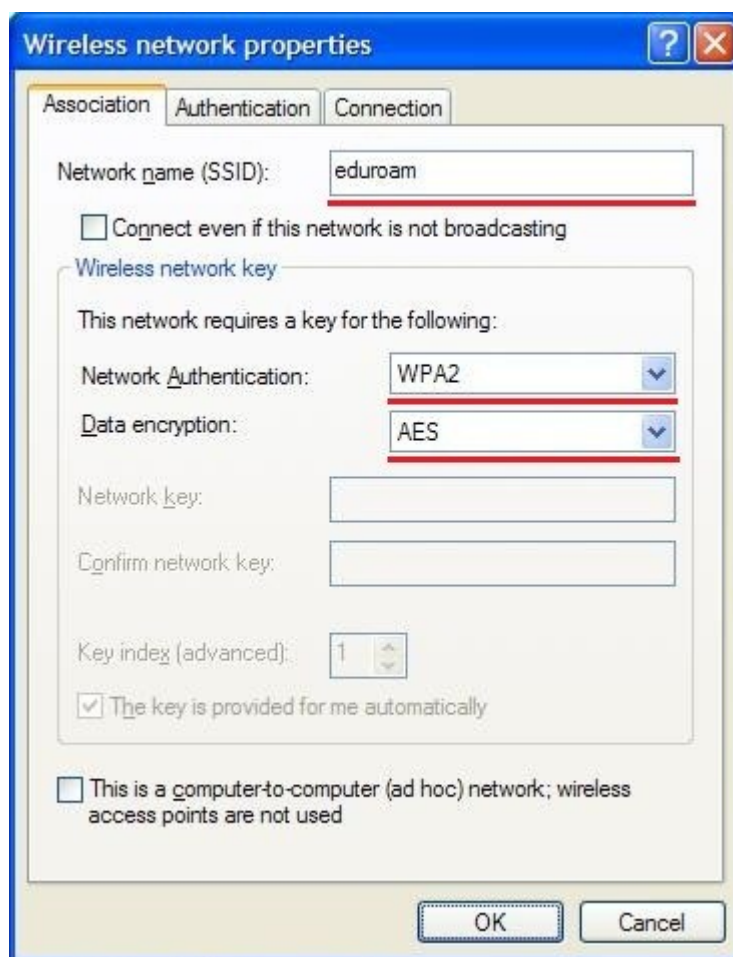 Wireless network properties
Association
Authentication
Connection
Network name (SSID):
eduroam
Connect even if this network is not broadcasting
Wireless network key
This network requires a key for the following:
Network Authentication:
WPA2
Data encryption:
AES
Network key:
Confirm network key:
Key index (advanced):
1
The key is provided for me automatically
This is a computer-to-computer (ad hoc) network; wireless
access points are not used
OK
Cancel